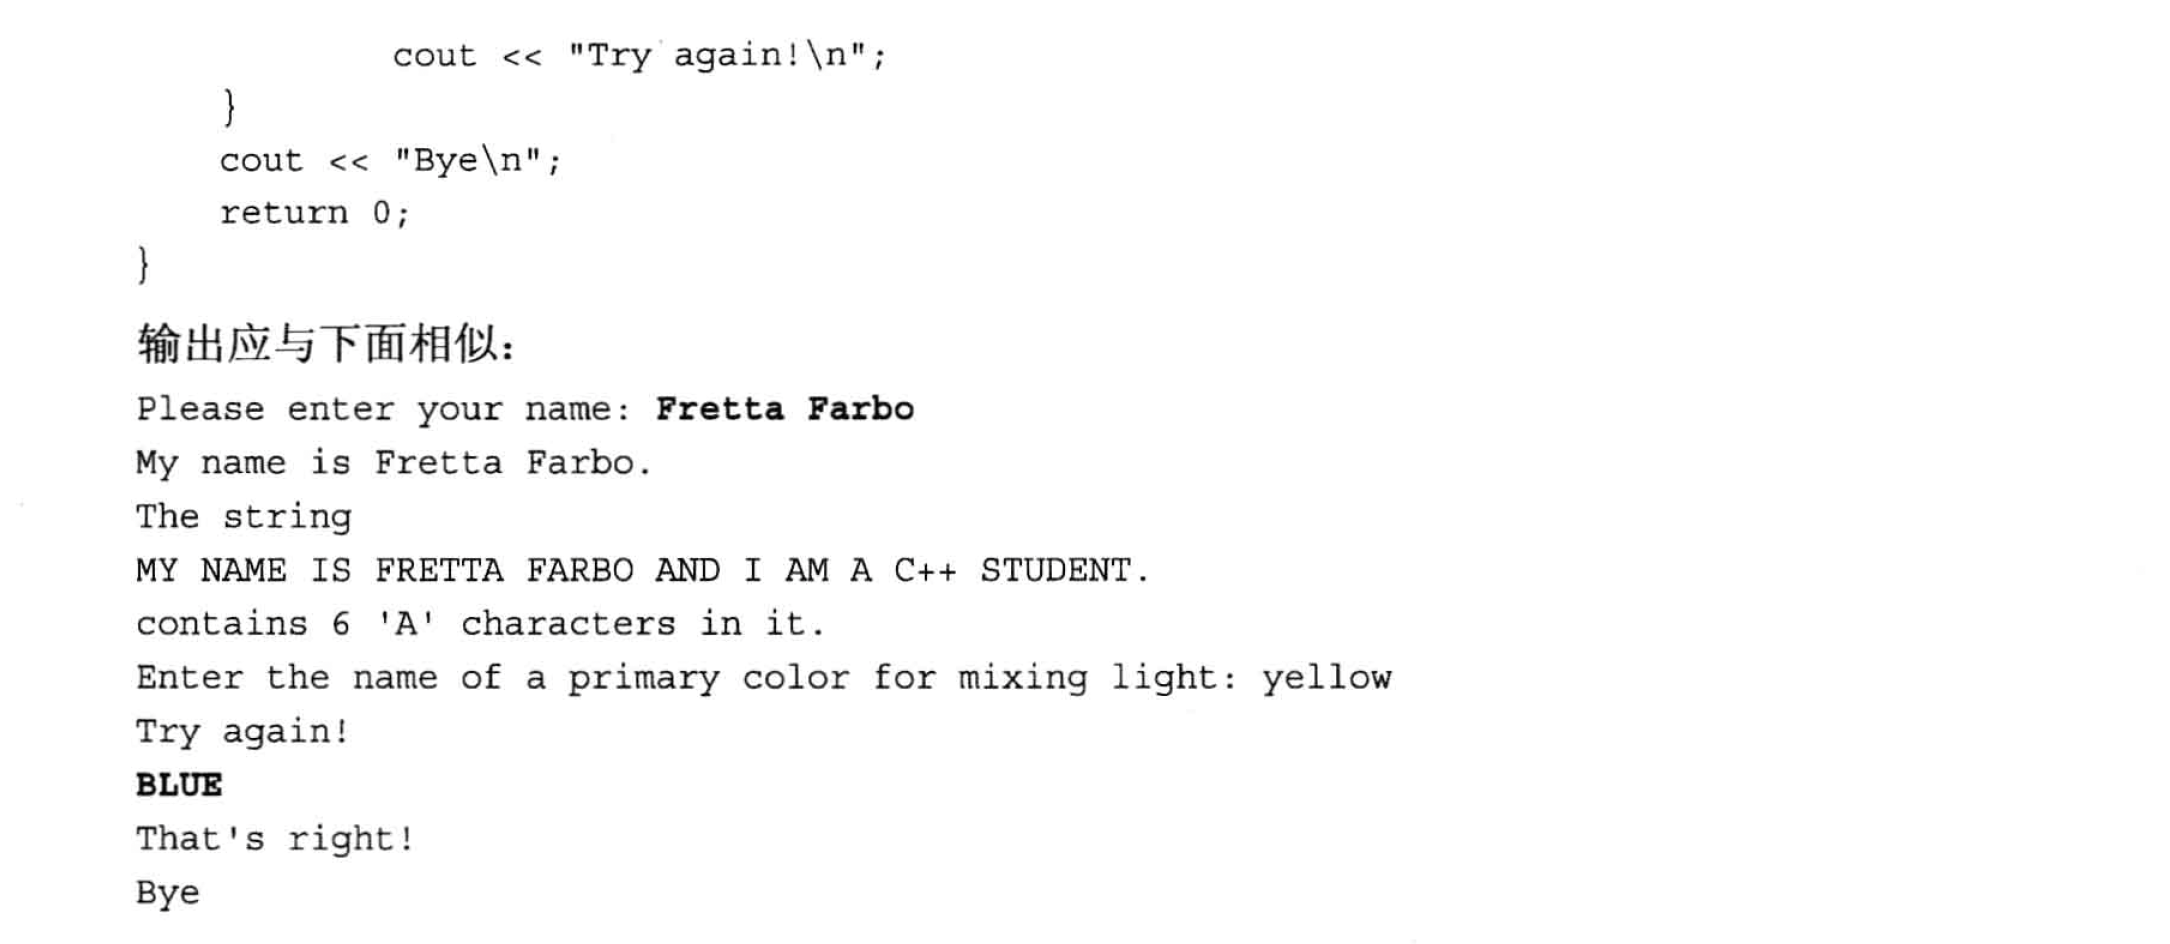 cout << "Try again!\n";
}
cout << "Bye\n";
return 0;
}
输出应与下面相似：
Please enter your name: Fretta Farbo
My name is Fretta Farbo.
The string
MY NAME IS FRETTA FARBO AND I AM A C++ STUDENT.
contains 6 'A' characters in it.
Enter the name of a primary color for mixing light: yellow
Try again!
BLUE
That's right!
Bye